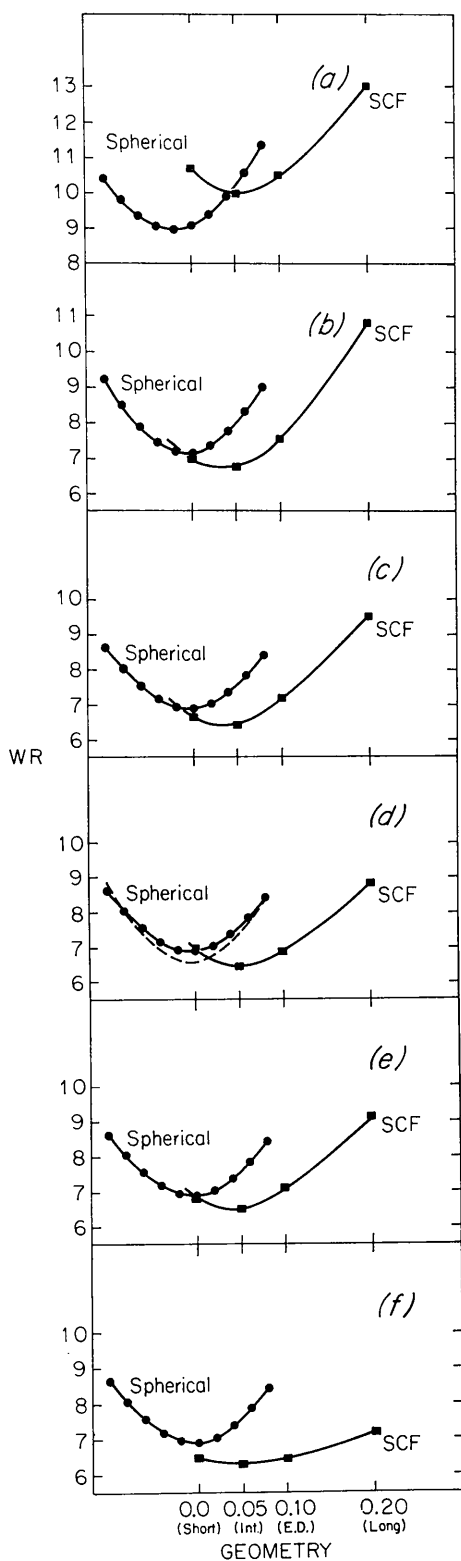 (a)
13
SCF
12
Spherical
11
10
9
8
(b)
11
SCF
10
Spherical
9
8
7
6
(c)
10
SCF
9
Spherical
8
7
6
WR
(d)
10
9
Spherical
SCF
8
7
6
(e)
10
9
Spherical
SCF
8
7
6
(f)
10
9
Spherical
8
SCF
7
6
0.0 0.05 0.10 0.20
(Short) (Int.) (E.D.) (Long)
GEOMETRY